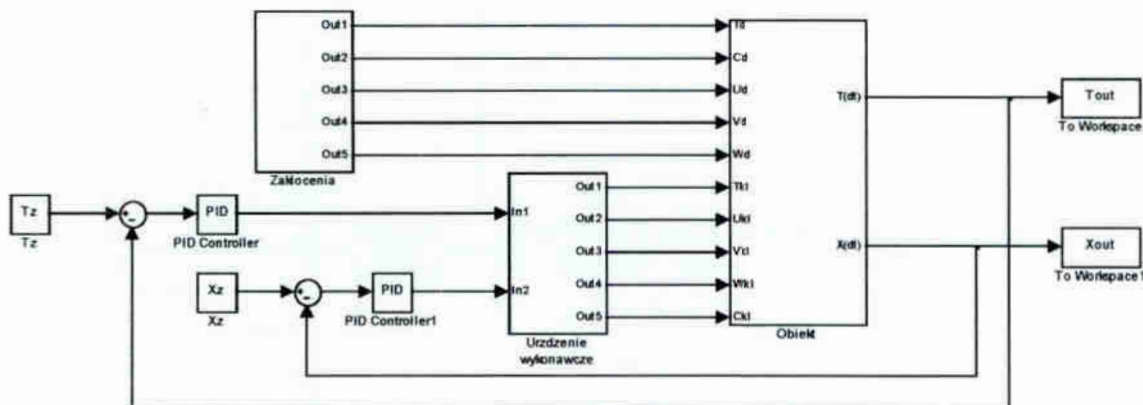 Out1
Out2
Out3
Out4
Out5
Zakłocenia
Td
Cd
Ud
Vd
Wd
Tkl
Ukl
Vkl
Wkl
Ckl
T(dt)
X(dt)
Obiekt
Tout
To Workspace
Xout
To Workspace1
Tz
Tz
PID
PID Controller
Xz
Xz
PID
PID Controller1
In1
In2
Out1
Out2
Out3
Out4
Out5
Urzdzenie
wykonawcze